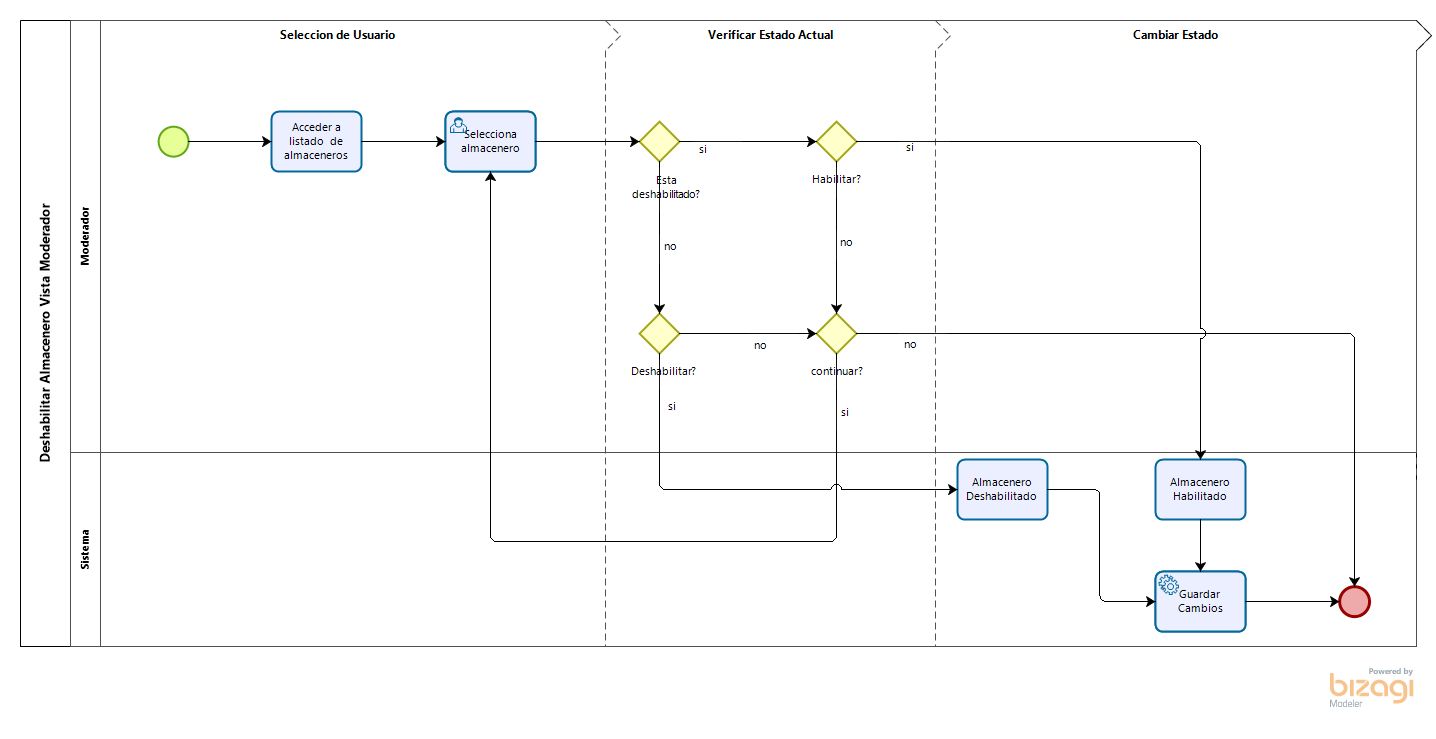 Seleccion de Usuario
Verificar Estado Actual
Cambiar Estado
Deshabilitar Almacenero Vista Moderador
Moderador
Acceder a
listado de
almaceneros
Selecciona
almacenero
si
si
Esta
deshabilitado?
Habilitar?
no
no
no
no
Deshabilitar?
continuar?
si
si
Sistema
Almacenero
Deshabilitado
Almacenero
Habilitado
Guardar
Cambios
Powered by
bizagi
Modeler